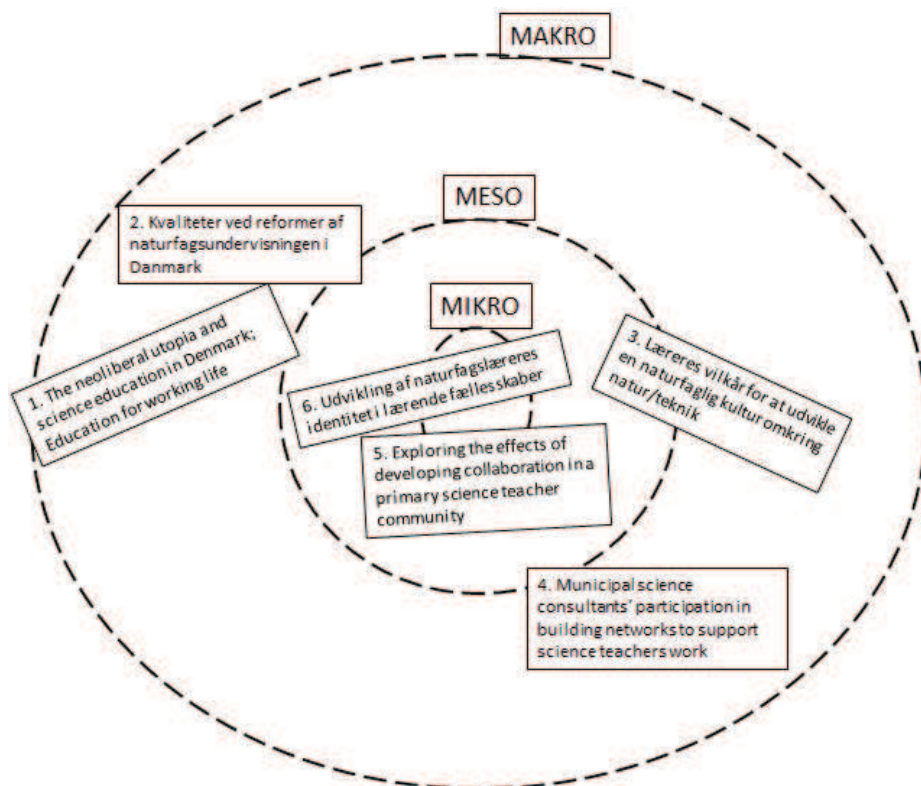 MAKRO
MESO
2. Kvaliteter ved reformer af
naturfagsundervisningen i
Danmark
MIKRO
1. The neoliberal utopia and
science education in Denmark;
Education for working life
3. Læreres vilkår for at udvikle
en naturfaglig kultur omkring
natur/teknik
6. Udvikling af naturfagslæreres
identitet i lærende fællesskaber
5. Exploring the effects of
developing collaboration in a
primary science teacher
community
4. Municipal science
consultants’ participation in
building networks to support
science teachers work